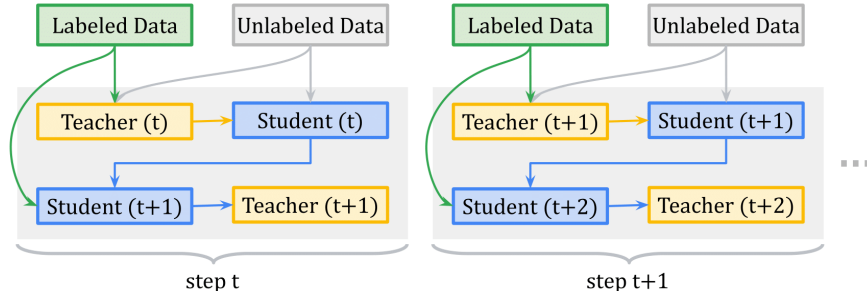 Labeled Data
Unlabeled Data
Labeled Data
Unlabeled Data
Teacher (t)
Student (t)
Teacher (t+1)
Student (t+1)
Student (t+1)
Teacher (t+1)
Student (t+2)
Teacher (t+2)
...
step t
step t+1